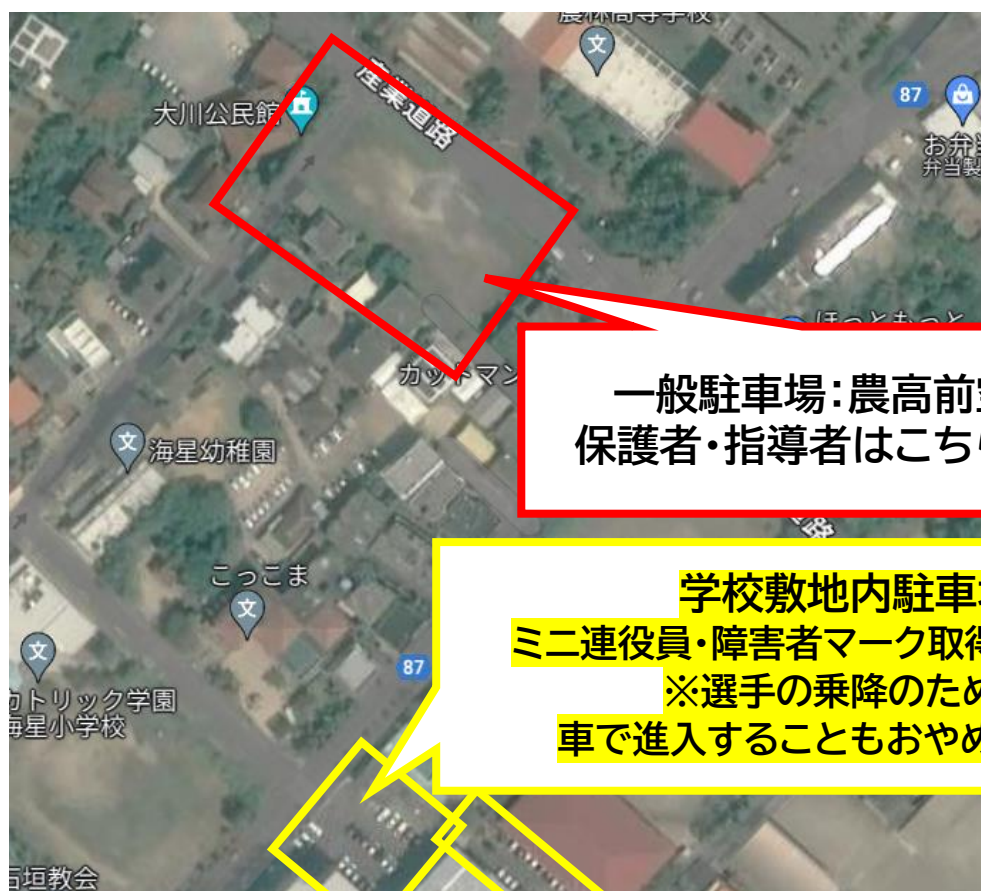 農林高等学校
産業道路
大川公民館
87
お弁当
弁当製
ほっともっと
一般駐車場：農高前
保護者・指導者はこちら
カットマン
海星幼稚園
路
こっこま
学校敷地内駐車場
ミニ連役員・障害者マーク取得
※選手の乗降のため
車で進入することもおやめ
87
カトリック学園
海星小学校
石垣教会